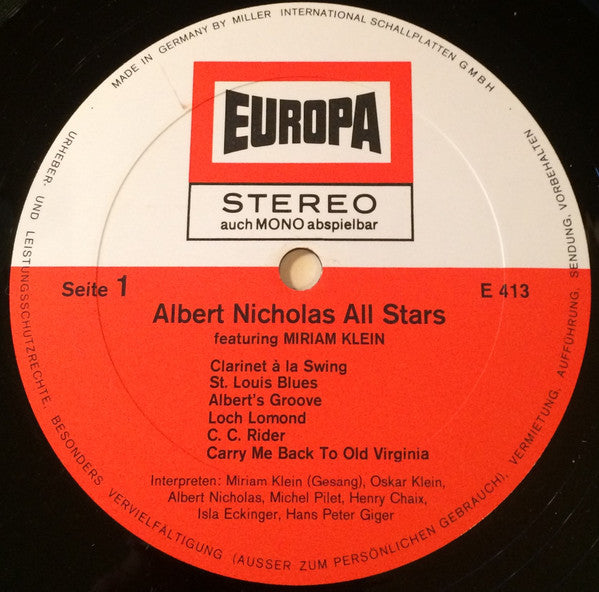 MADE IN GERMANY BY MILLER INTERNATIONAL SCHALLPLATTEN GMBH
EUROPA
STEREO
auch MONO abspielbar
Seite 1
E 413
Albert Nicholas All Stars
featuring MIRIAM KLEIN
Clarinet à la Swing
St. Louis Blues
Albert's Groove
Loch Lomond
C. C. Rider
Carry Me Back To Old Virginia
Interpreten: Miriam Klein (Gesang), Oskar Klein,
Albert Nicholas, Michel Pilet, Henry Chaix,
Isla Eckinger, Hans Peter Giger
URHEBER- UND LEISTUNGSSCHUTZRECHTE, BESONDERS VERVIELFÄLTIGUNG (AUSSER ZUM PERSÖNLICHEN GEBRAUCH), VERMIETUNG, AUFFÜHRUNG, SENDUNG, VORBEHALTEN